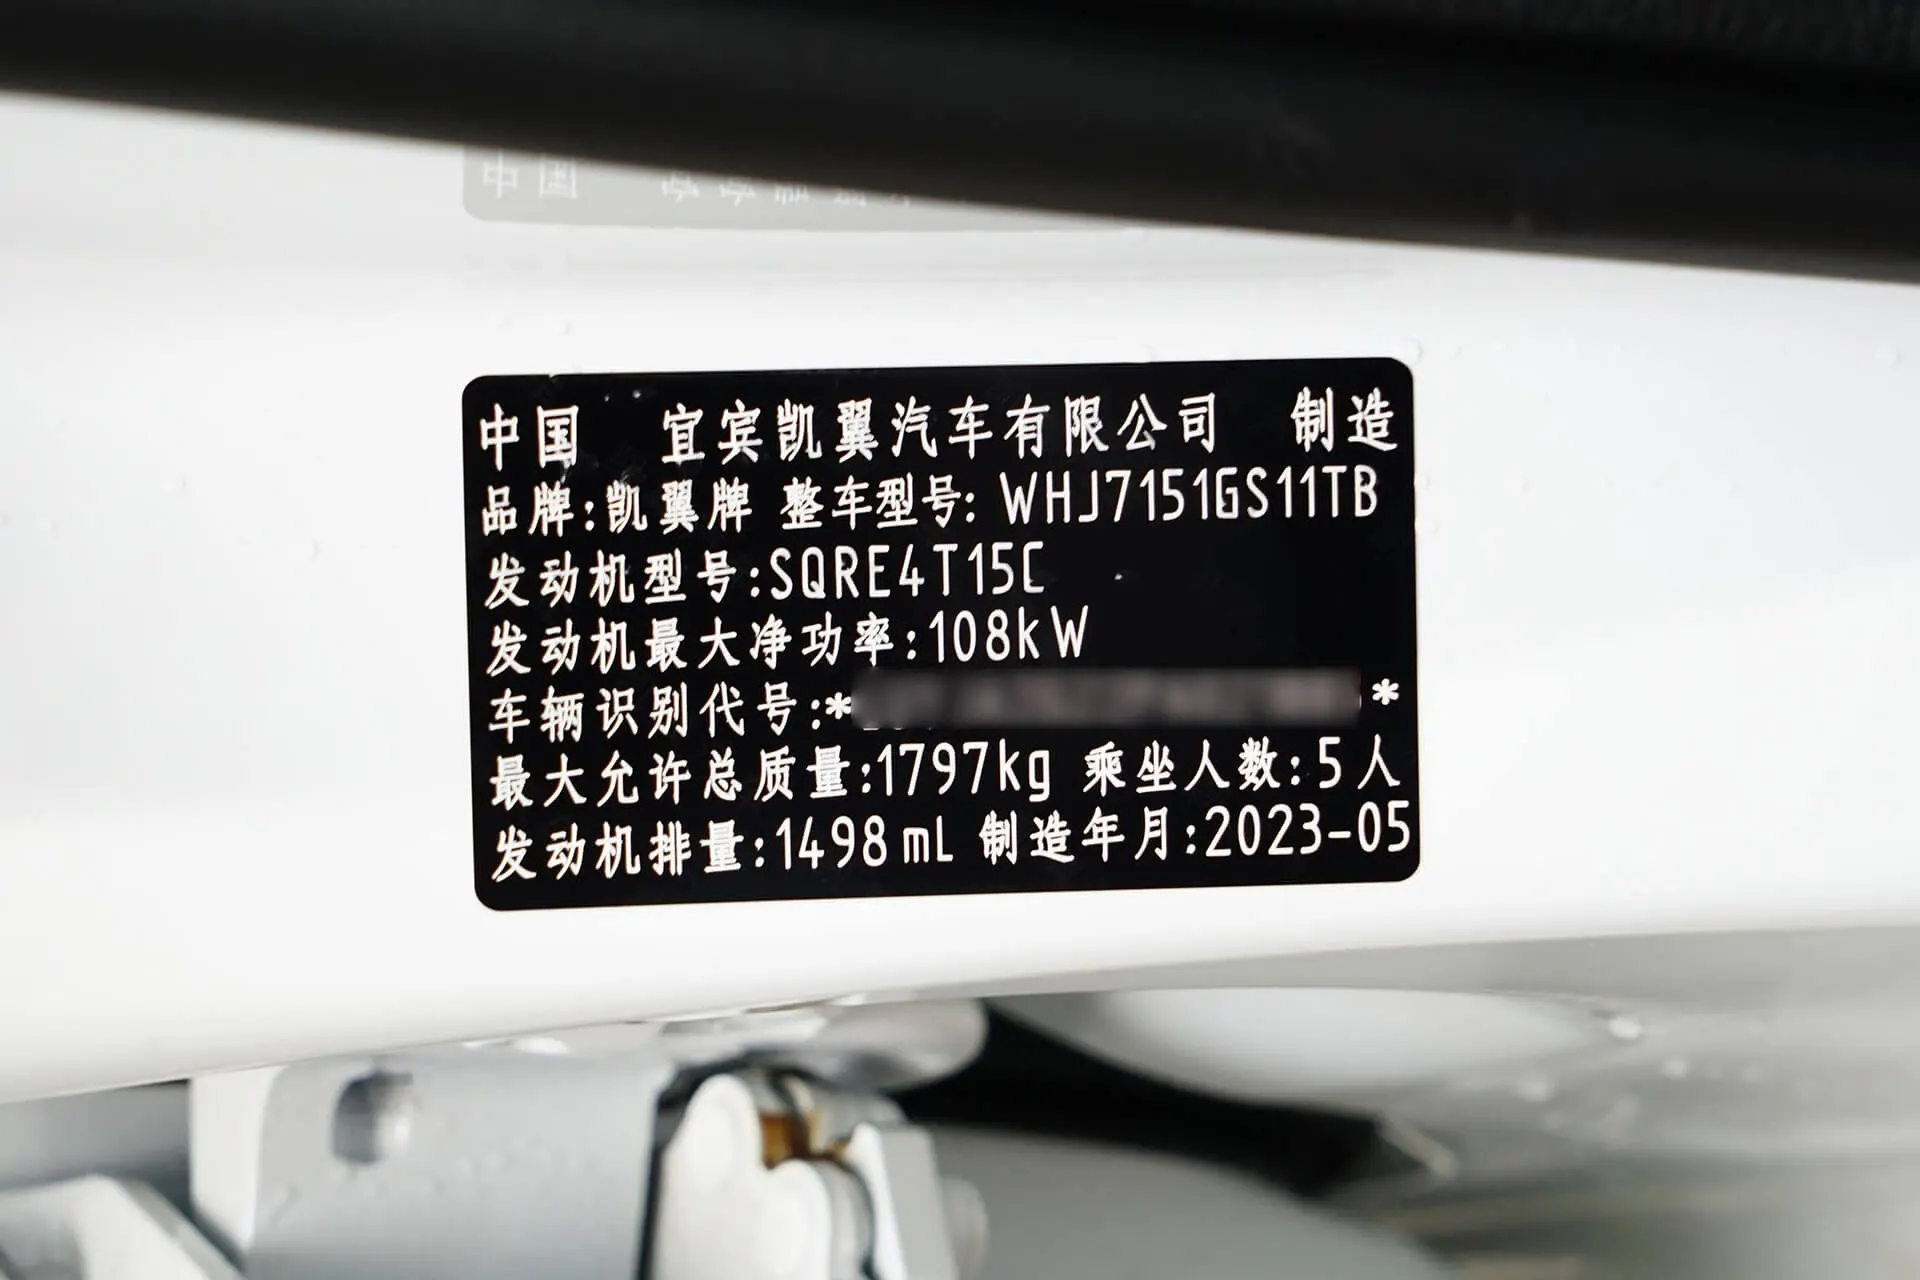 中国
中国 宜宾凯翼汽车有限公司 制造
品牌:凯翼牌 整车型号: WHJ7151GS11TB
发动机型号:SQRE4T15C
发动机最大净功率:108kW
车辆识别代号:* *
最大允许总质量:1797kg 乘坐人数:5人
发动机排量:1498mL 制造年月:2023-05